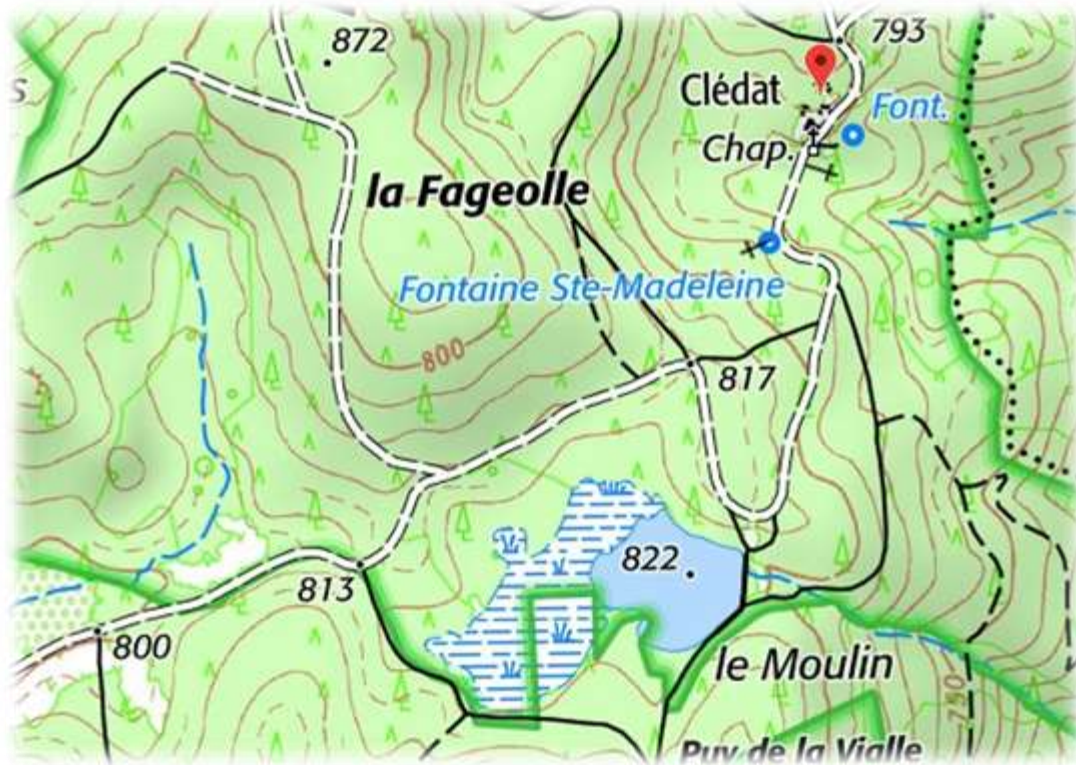 872
793
Clédat
Font.
Chap.
la Fageolle
Fontaine Ste-Madeleine
800
817
822
813
800
le Moulin
750
Puy de la Vialle